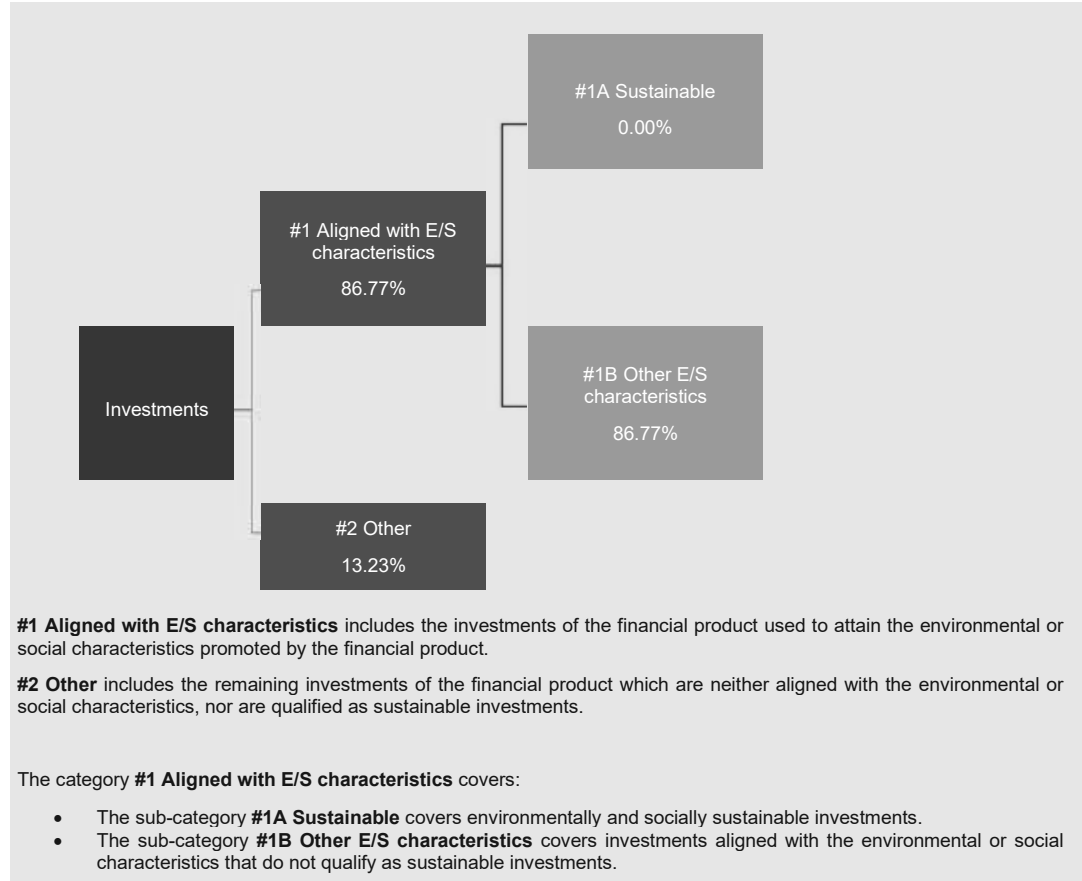 #1A Sustainable
0.00%
#1 Aligned with E/S
characteristics
86.77%
#1B Other E/S
characteristics
86.77%
Investments
#2 Other
13.23%
#1 Aligned with E/S characteristics includes the investments of the financial product used to attain the environmental or
social characteristics promoted by the financial product.
#2 Other includes the remaining investments of the financial product which are neither aligned with the environmental or
social characteristics, nor are qualified as sustainable investments.
The category #1 Aligned with E/S characteristics covers:
• The sub-category #1A Sustainable covers environmentally and socially sustainable investments.
• The sub-category #1B Other E/S characteristics covers investments aligned with the environmental or social
characteristics that do not qualify as sustainable investments.